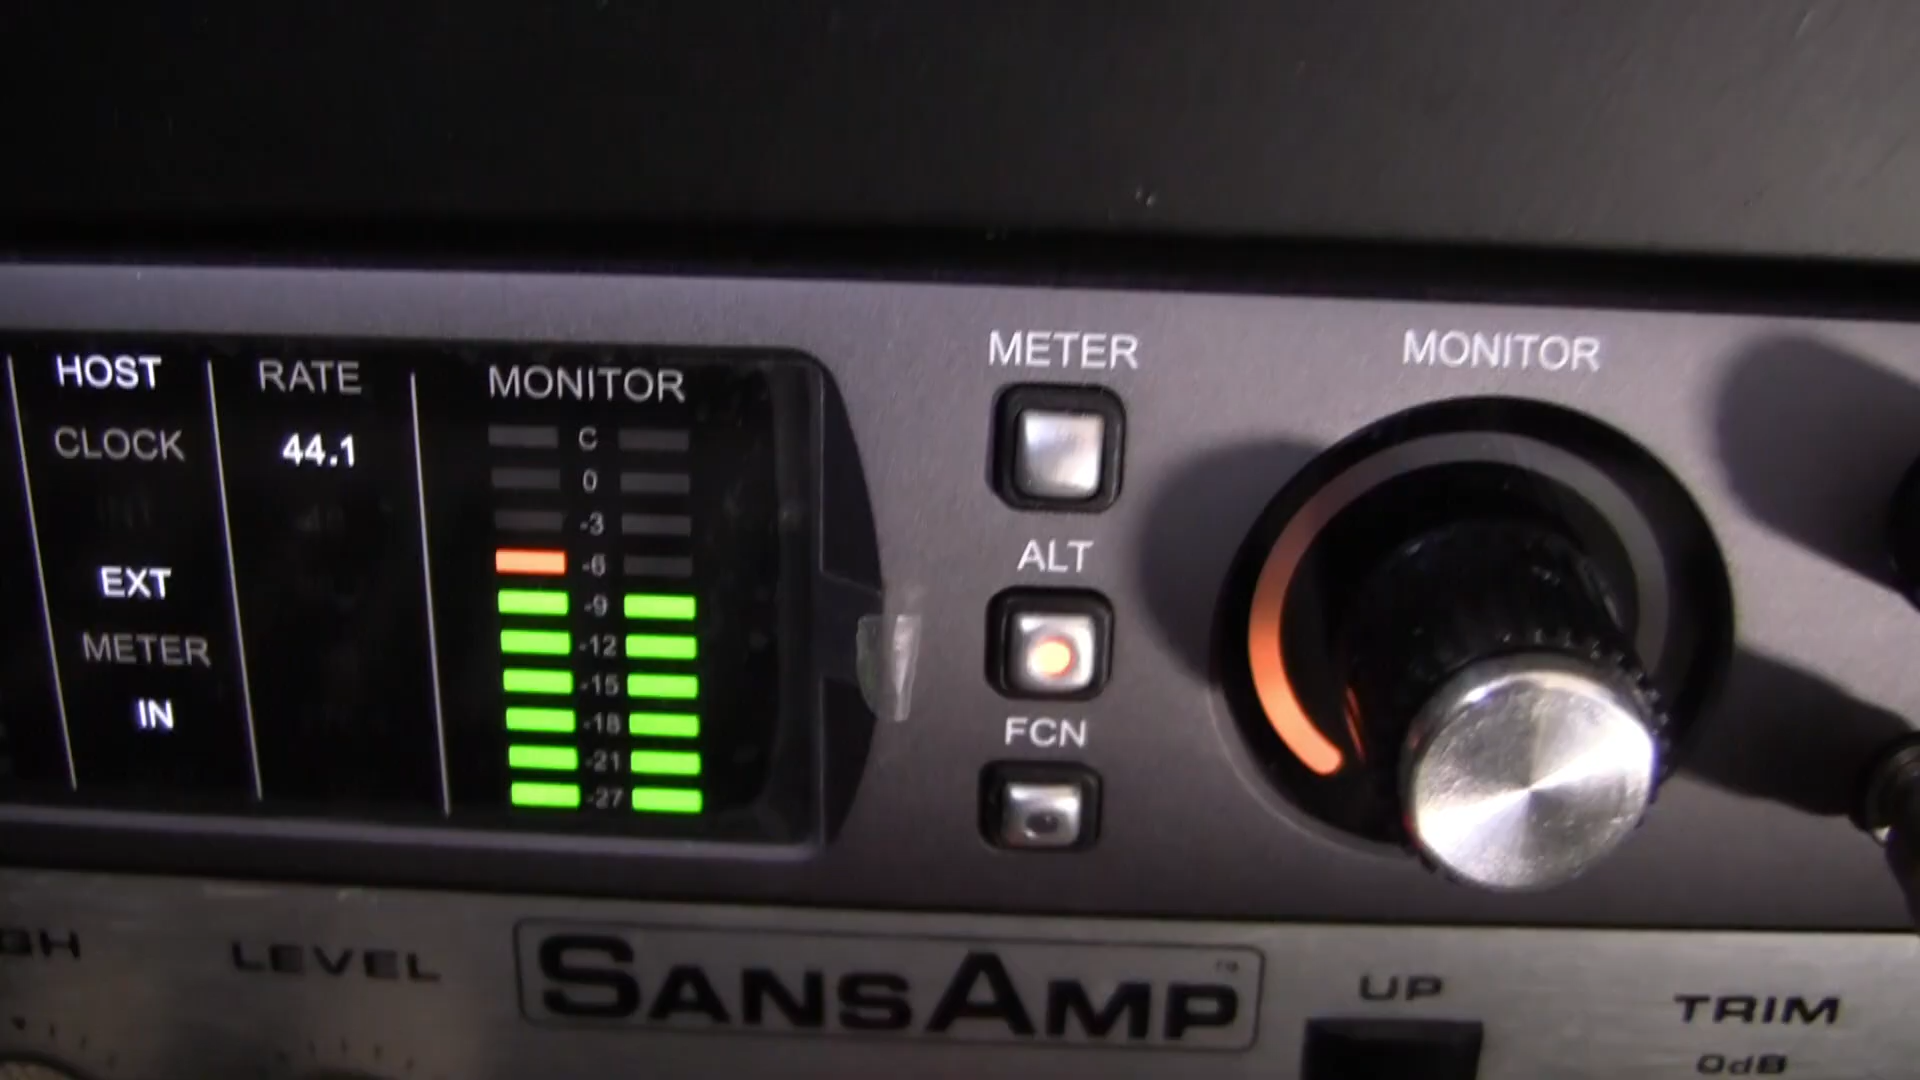 HOST
CLOCK
EXT
METER
IN
RATE
44.1
MONITOR
C
0
-3
-6
-9
-12
-15
-18
-21
-27
METER
ALT
FCN
MONITOR
LEVEL
SANSAMP
UP
TRIM
0dB